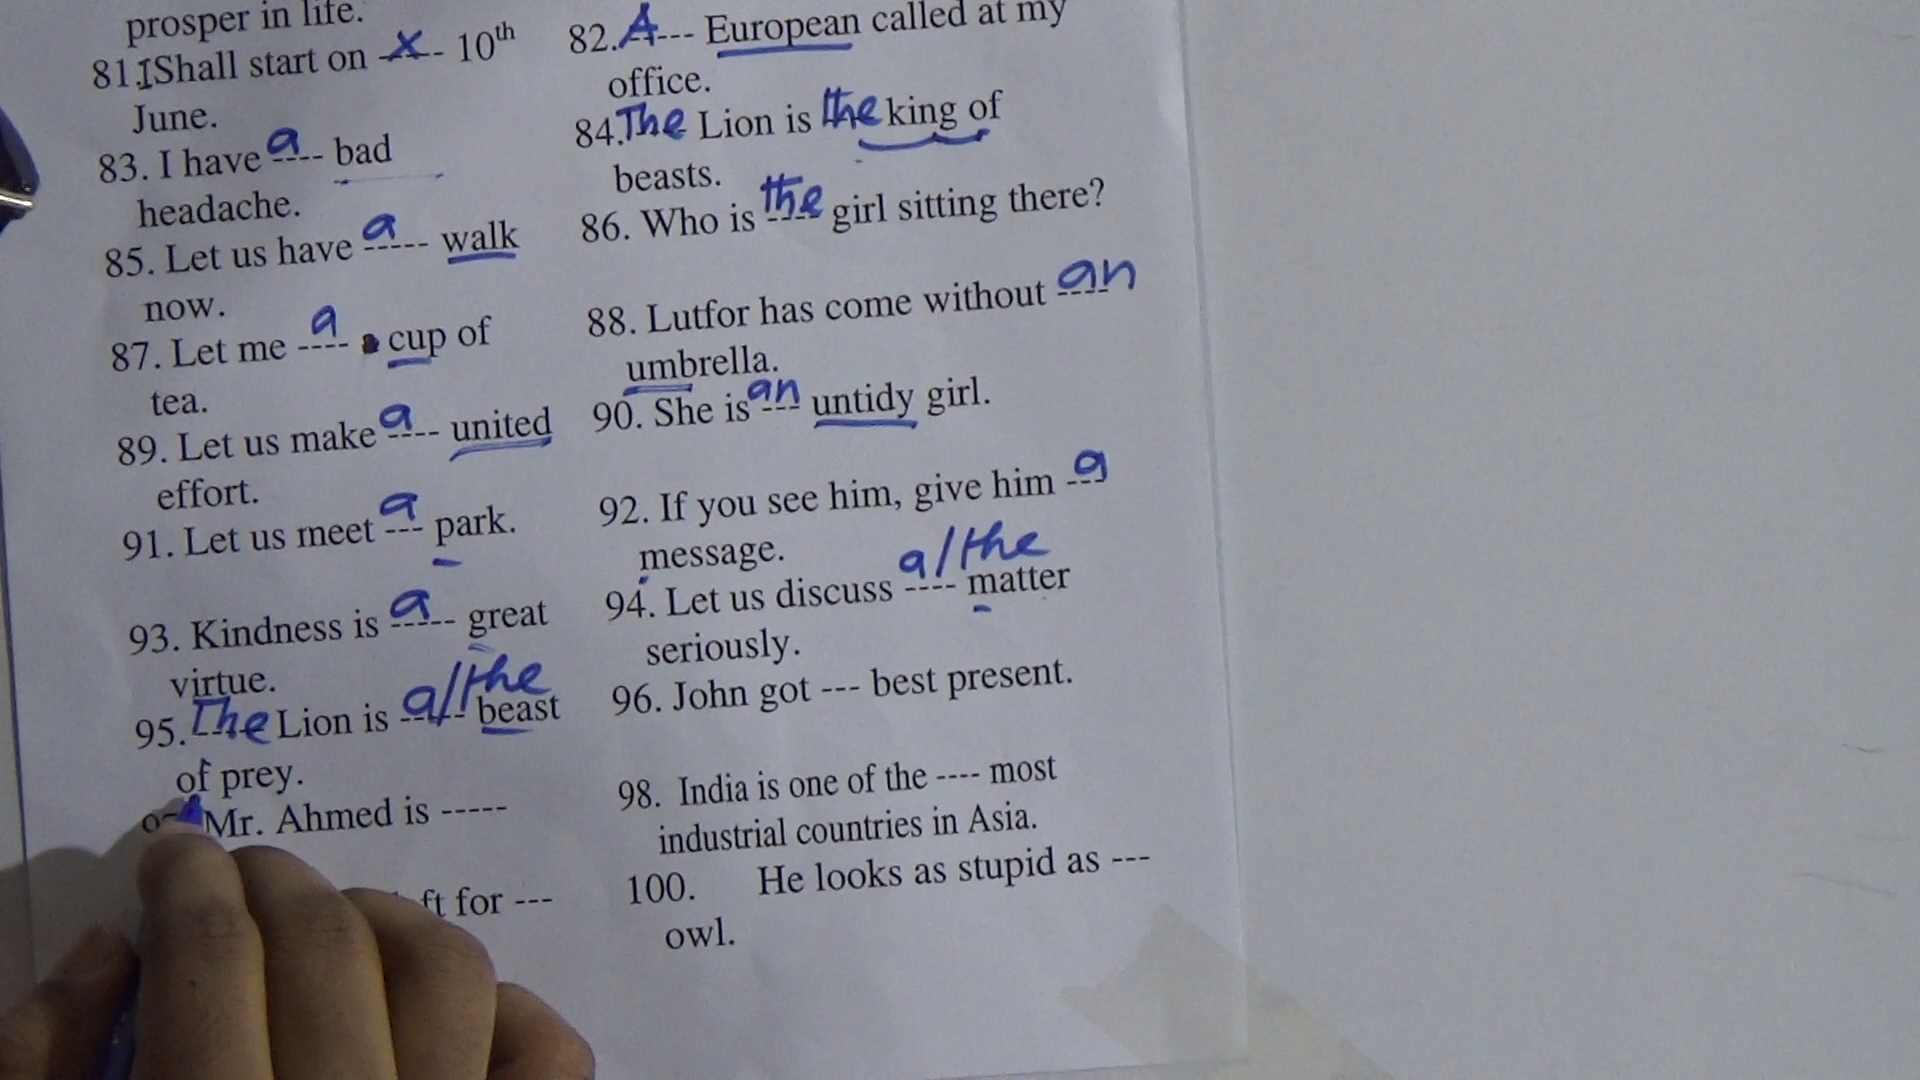 prosper in life.
81.IShall start on -x-- 10th
June.
83. I have a ---- bad
headache.
85. Let us have a ----- walk
now.
87. Let me a ---- cup of
tea.
89. Let us make a ---- united
effort.
91. Let us meet a --- park.
93. Kindness is a ----- great
virtue.
95. The Lion is a/the ----- beast
of prey.
Mr. Ahmed is -----
ft for ---
82. A--- European called at my
office.
84. The Lion is the king of
beasts.
86. Who is the ---- girl sitting there?
88. Lutfor has come without an ----
umbrella.
90. She is an --- untidy girl.
92. If you see him, give him a ---
message.
94. Let us discuss a/the ---- matter
seriously.
96. John got --- best present.
98. India is one of the ---- most
industrial countries in Asia.
100. He looks as stupid as ---
owl.